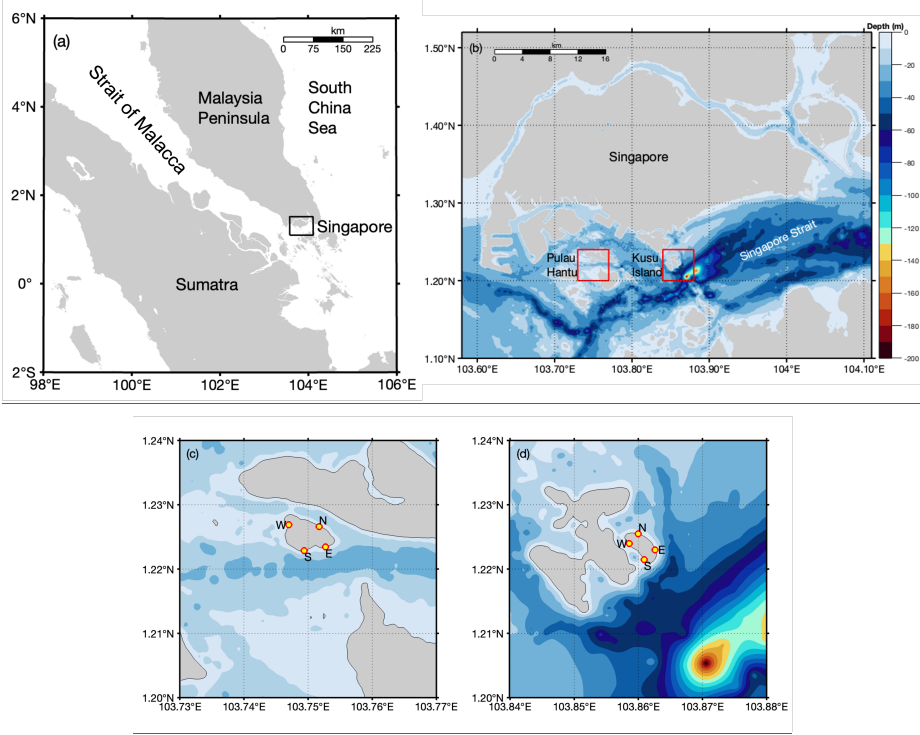 6°N
4°N
2°N
0°
2°S
98°E
100°E
102°E
104°E
106°E
(a)
km
0 75 150 225
Strait of Malacca
Malaysia
Peninsula
South
China
Sea
Singapore
Sumatra
1.50°N
1.40°N
1.30°N
1.20°N
1.10°N
103.60°E
103.70°E
103.80°E
103.90°E
104°E
104.10°E
(b)
km
0 4 8 12 16
Singapore
Singapore Strait
Pulau
Hantu
Kusu
Island
Depth (m)
0
-20
-40
-60
-80
-100
-120
-140
-160
-180
-200
1.24°N
1.23°N
1.22°N
1.21°N
1.20°N
103.73°E
103.74°E
103.75°E
103.76°E
103.77°E
(c)
W
N
S
E
1.24°N
1.23°N
1.22°N
1.21°N
1.20°N
103.84°E
103.85°E
103.86°E
103.87°E
103.88°E
(d)
N
W
E
S